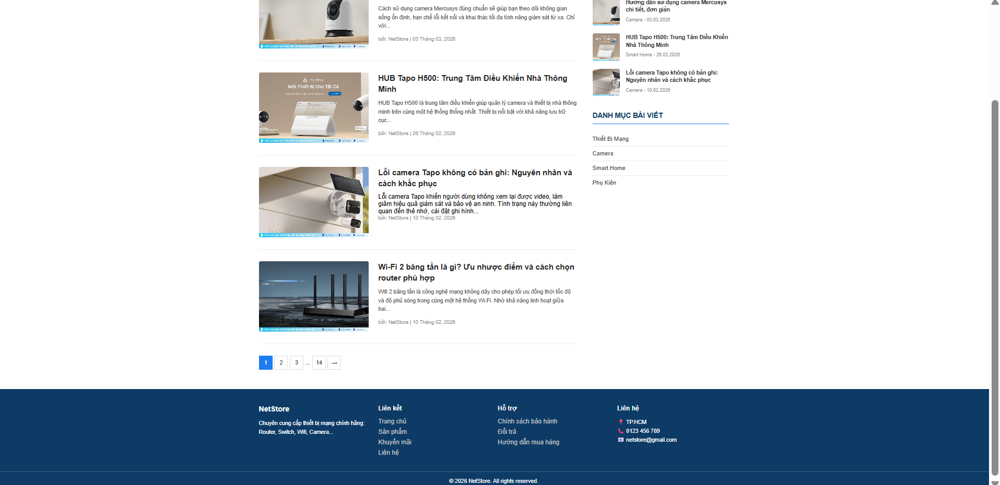 Cách sử dụng camera Mercusys đúng chuẩn sẽ giúp bạn theo dõi không gian
sống ổn định, hạn chế lỗi kết nối và khai thác tối đa tính năng giám sát từ xa. Chỉ
với...
bởi: NetStore | 03 Tháng 03, 2026
matter
Một Thiết Bị Cho Tất Cả
HUB Tapo H500: Trung Tâm Điều Khiển Nhà Thông
Minh
HUB Tapo H500 là trung tâm điều khiển giúp quản lý camera và thiết bị nhà thông
minh trên cùng một hệ thống thống nhất. Thiết bị nổi bật với khả năng lưu trữ
cục...
bởi: NetStore | 26 Tháng 02, 2026
Lỗi camera Tapo không có bản ghi: Nguyên nhân và
cách khắc phục
Lỗi camera Tapo khiến người dùng không xem lại được video, làm
giảm hiệu quả giám sát và bảo vệ an ninh. Tình trạng này thường liên
quan đến thẻ nhớ, cài đặt ghi hình...
bởi: NetStore | 10 Tháng 02, 2026
Wi-Fi 2 băng tần là gì? Ưu nhược điểm và cách chọn
router phù hợp
Wifi 2 băng tần là công nghệ mạng không dây cho phép tối ưu đồng thời tốc độ
và độ phủ sóng trong cùng một hệ thống Wi-Fi. Nhờ khả năng linh hoạt giữa
hai...
bởi: NetStore | 10 Tháng 02, 2026
1 2 3 ... 14 →
Hướng dẫn sử dụng camera Mercusys
chi tiết, đơn giản
Camera - 03.03.2026
HUB Tapo H500: Trung Tâm Điều Khiển
Nhà Thông Minh
Smart Home - 26.02.2026
Lỗi camera Tapo không có bản ghi:
Nguyên nhân và cách khắc phục
Camera - 10.02.2026
DANH MỤC BÀI VIẾT
Thiết Bị Mạng
Camera
Smart Home
Phụ Kiện
NetStore
Chuyên cung cấp thiết bị mạng chính hãng:
Router, Switch, Wifi, Camera...
Liên kết
Trang chủ
Sản phẩm
Khuyến mãi
Liên hệ
Hỗ trợ
Chính sách bảo hành
Đổi trả
Hướng dẫn mua hàng
Liên hệ
TP.HCM
0123 456 789
netstore@gmail.com
© 2026 NetStore. All rights reserved.